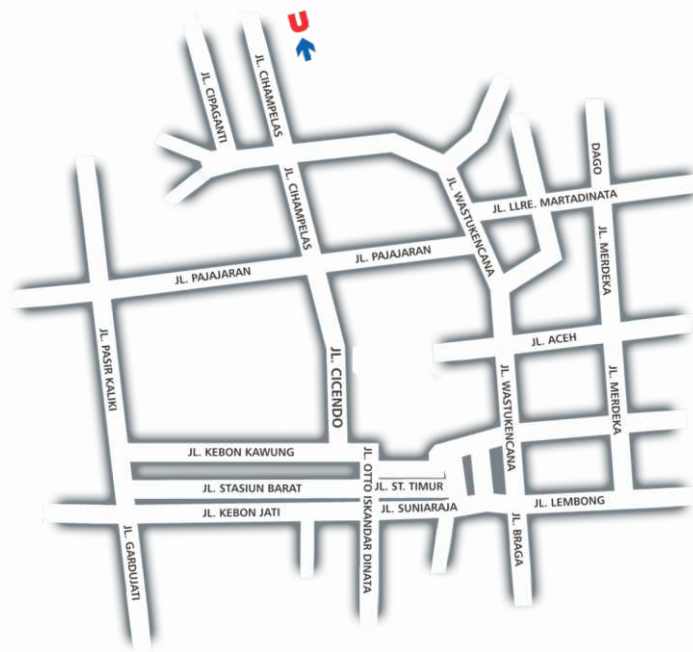 U
JL. CIPAGANTI
JL. CIHAMPELAS
DAGO
JL. CIHAMPELAS
JL. WASTUKENCANA
JL. LLRE. MARTADINATA
JL. PAJAJARAN
JL. PAJAJARAN
JL. MERDEKA
JL. PASIR KALIKI
JL. CICENDO
JL. ACEH
JL. WASTUKENCANA
JL. MERDEKA
JL. KEBON KAWUNG
JL. OTTO ISKANDAR DINATA
JL. STASIUN BARAT
JL. ST. TIMUR
JL. KEBON JATI
JL. SUNIARAJA
JL. LEMBONG
JL. GARDUJATI
JL. BRAGA